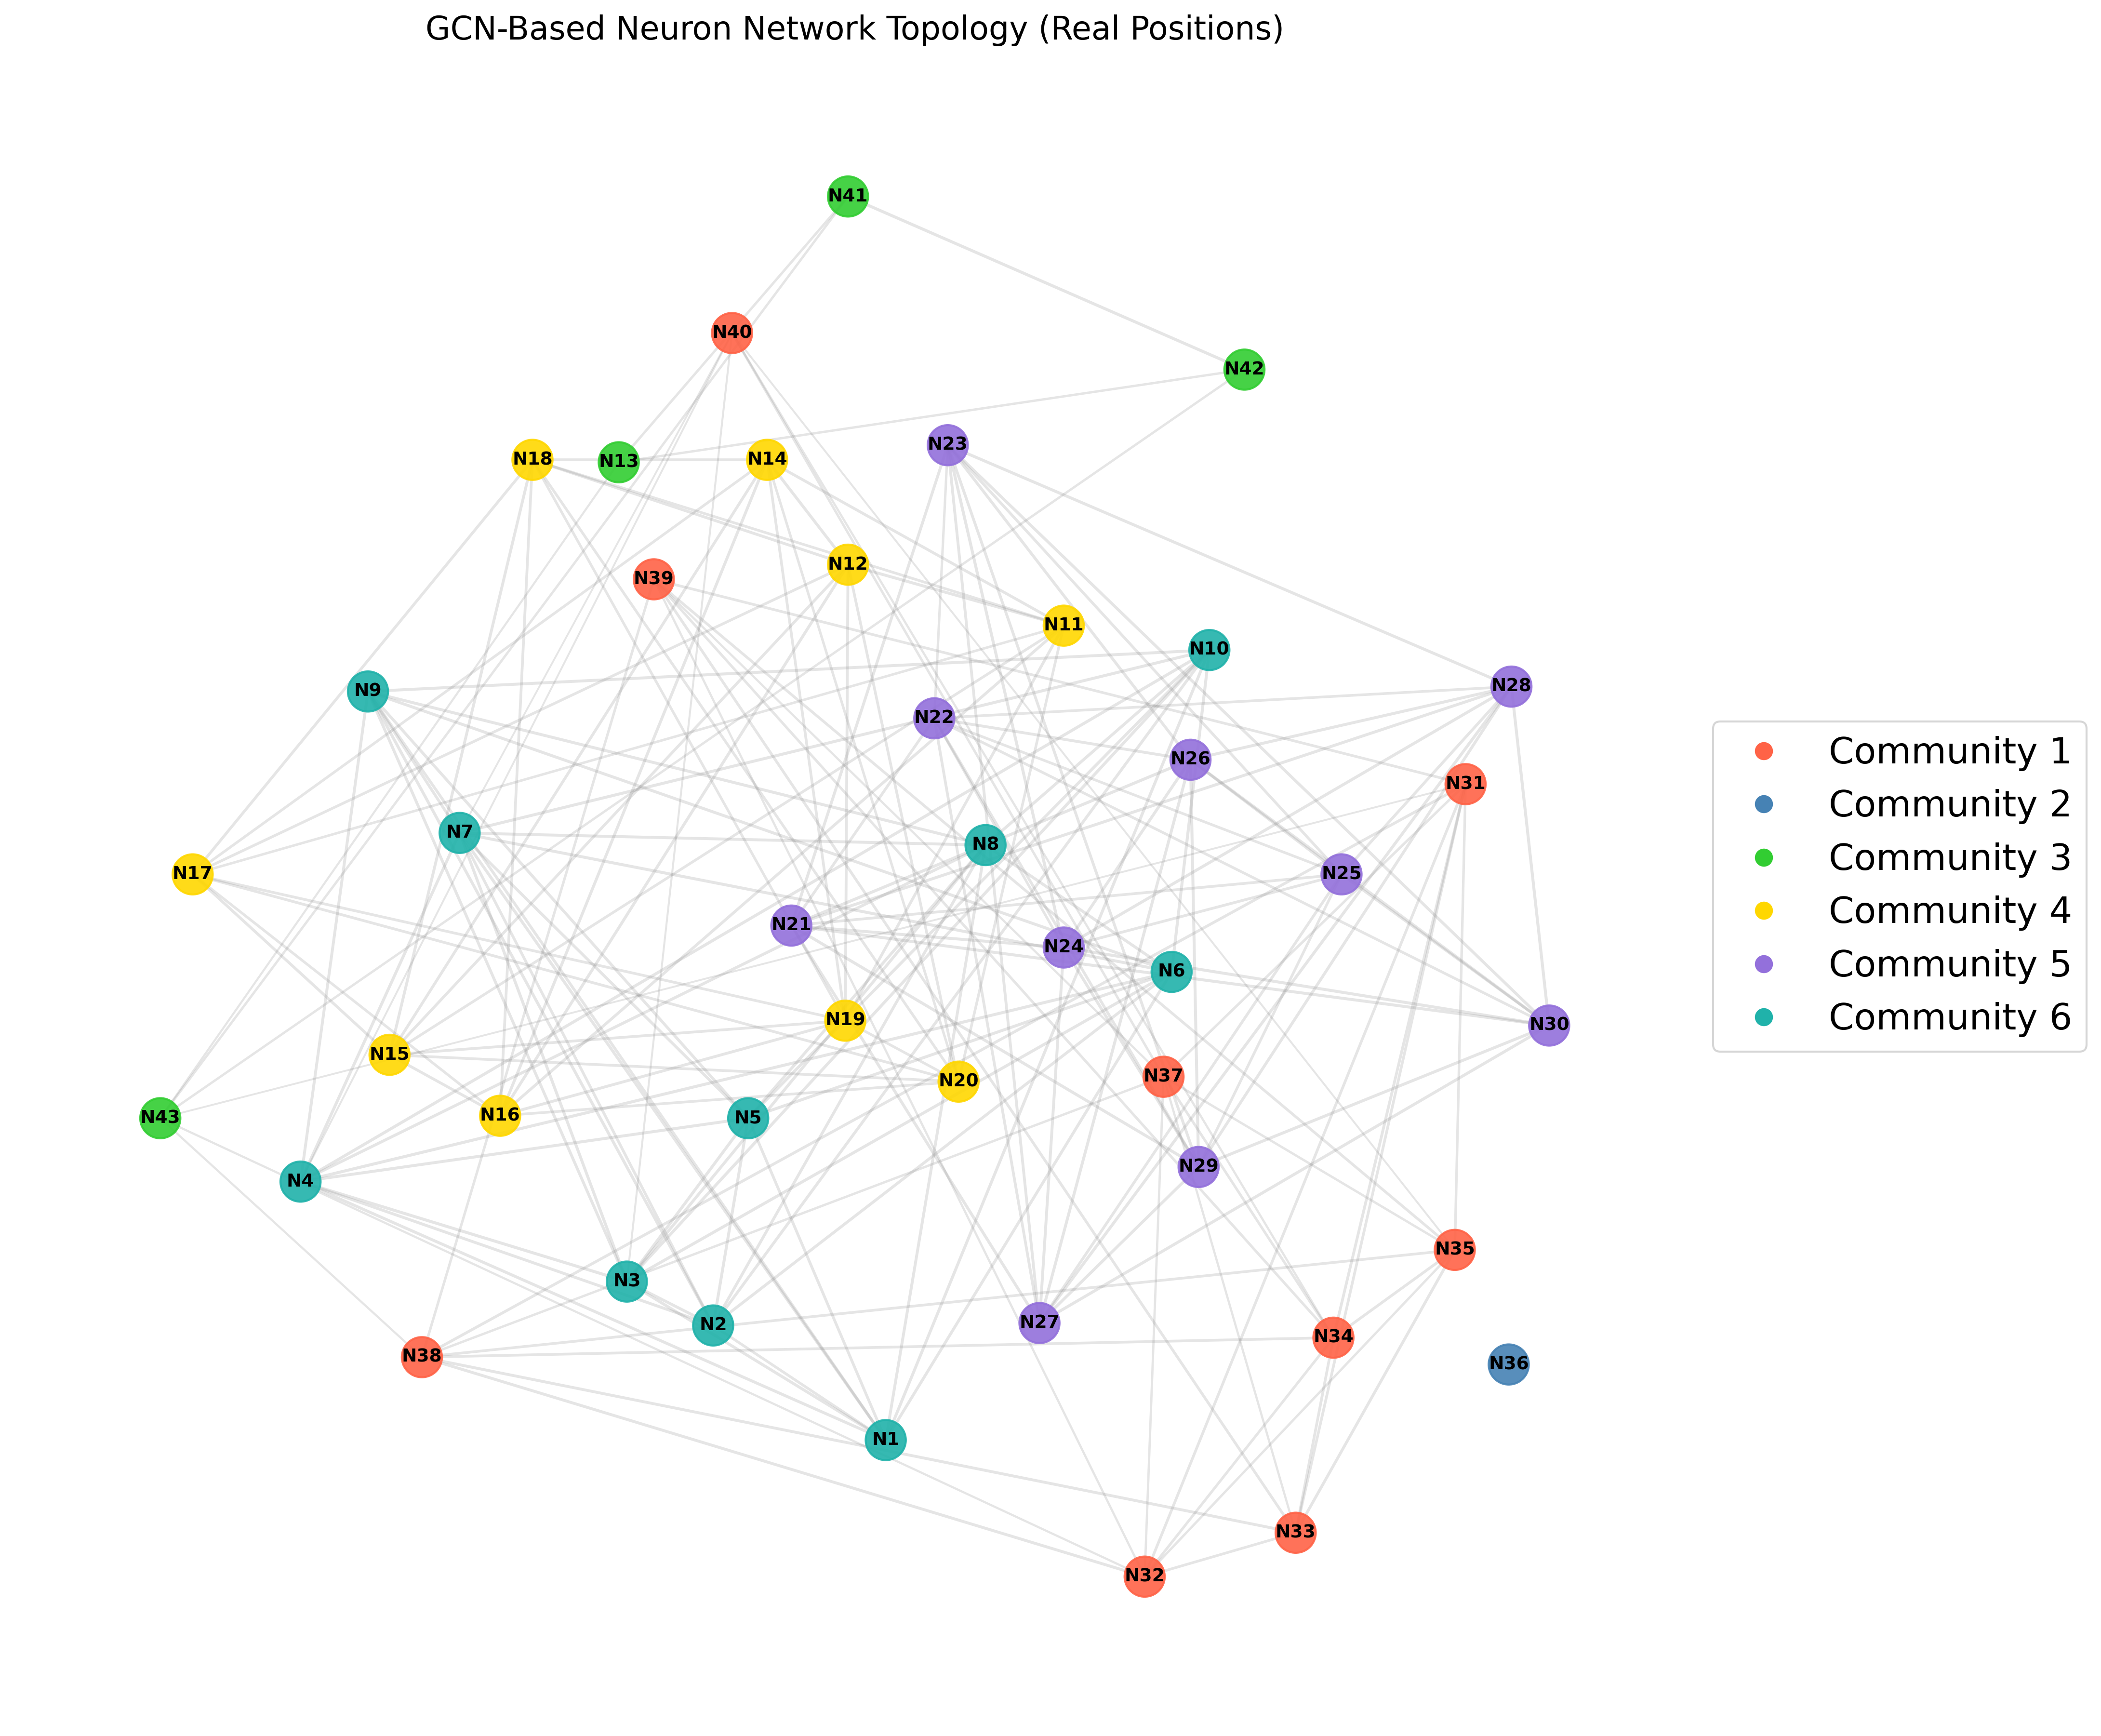 GCN-Based Neuron Network Topology (Real Positions)
N41
N40
N42
N23
N18
N13
N14
N12
N39
N11
N10
N28
N9
N22
N26
N31
N7
N8
N17
N25
N21
N24
N6
N19
N30
N15
N37
N20
N16
N5
N43
N29
N4
N35
N3
N27
N2
N34
N38
N36
N1
N33
N32
Community 1
Community 2
Community 3
Community 4
Community 5
Community 6